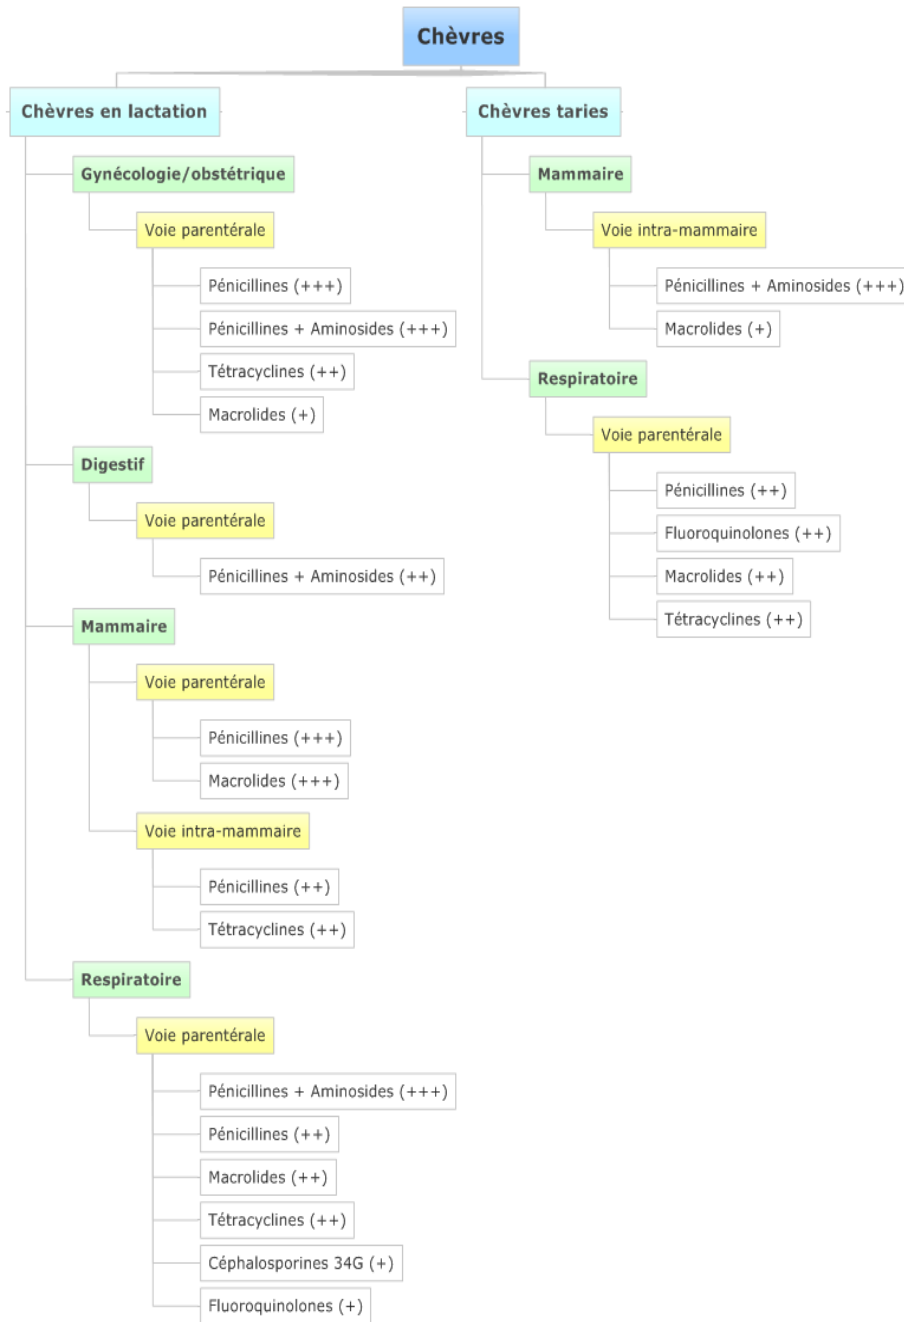 Chèvres
Chèvres en lactation
Gynécologie/obstétrique
Voie parentérale
Pénicillines (+++)
Pénicillines + Aminosides (+++)
Tétracyclines (++)
Macrolides (+)
Digestif
Voie parentérale
Pénicillines + Aminosides (++)
Mammaire
Voie parentérale
Pénicillines (+++)
Macrolides (+++)
Voie intra-mammaire
Pénicillines (++)
Tétracyclines (++)
Respiratoire
Voie parentérale
Pénicillines + Aminosides (+++)
Pénicillines (++)
Macrolides (++)
Tétracyclines (++)
Céphalosporines 34G (+)
Fluoroquinolones (+)
Chèvres taries
Mammaire
Voie intra-mammaire
Pénicillines + Aminosides (+++)
Macrolides (+)
Respiratoire
Voie parentérale
Pénicillines (++)
Fluoroquinolones (++)
Macrolides (++)
Tétracyclines (++)